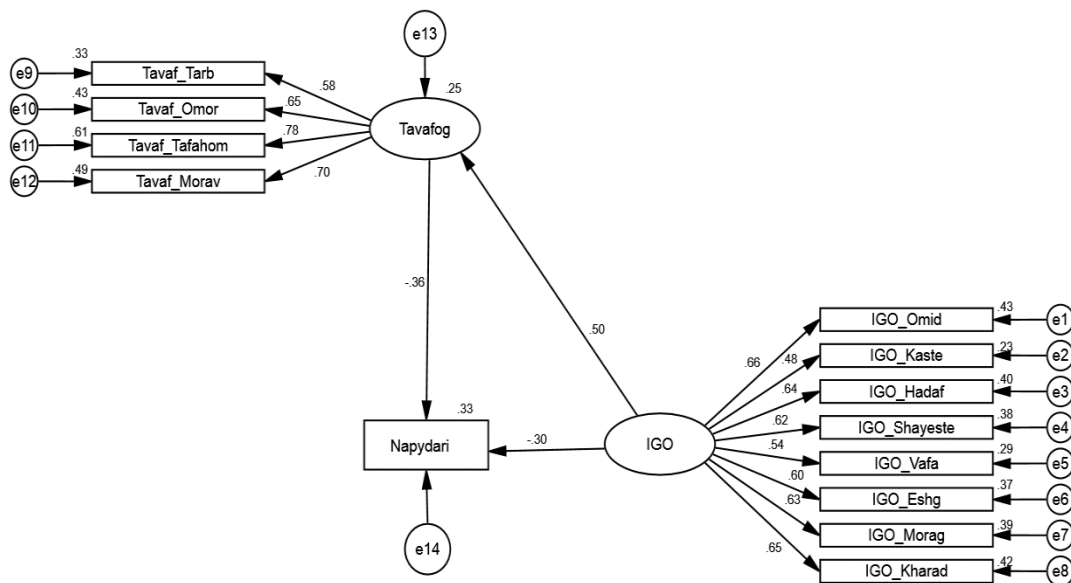 e13
.33
e9
Tavaf_Tarb
.58
.25
.43
e10
Tavaf_Omor
.65
Tavafog
.61
e11
Tavaf_Tafahom
.78
.49
e12
Tavaf_Morav
.70
-.36
.50
.33
Napydari
-.30
IGO
e14
.66
IGO_Omid
.43
e1
.48
IGO_Kaste
.23
e2
.64
IGO_Hadaf
.40
e3
.62
IGO_Shayeste
.38
e4
.54
IGO_Vafa
.29
e5
.60
IGO_Eshg
.37
e6
.63
IGO_Morag
.39
e7
.65
IGO_Kharad
.42
e8